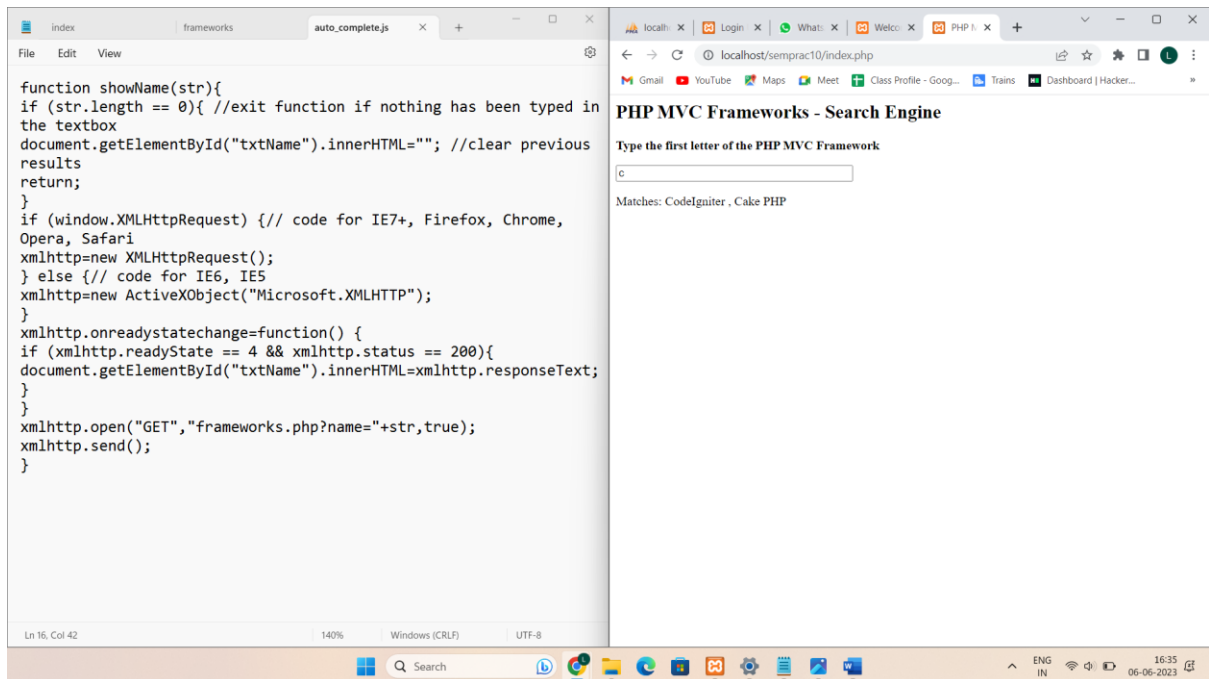 index frameworks auto_complete.js
File Edit View
function showName(str){
if (str.length == 0){ //exit function if nothing has been typed in
the textbox
document.getElementById("txtName").innerHTML=""; //clear previous
results
return;
}
if (window.XMLHttpRequest) {// code for IE7+, Firefox, Chrome,
Opera, Safari
xmlhttp=new XMLHttpRequest();
} else {// code for IE6, IE5
xmlhttp=new ActiveXObject("Microsoft.XMLHTTP");
}
xmlhttp.onreadystatechange=function() {
if (xmlhttp.readyState == 4 && xmlhttp.status == 200){
document.getElementById("txtName").innerHTML=xmlhttp.responseText;
}
}
xmlhttp.open("GET","frameworks.php?name="+str,true);
xmlhttp.send();
}
Ln 16, Col 42 140% Windows (CRLF) UTF-8
localh Login Whats Welco PHP M
localhost/semprac10/index.php L
Gmail YouTube Maps Meet Class Profile - Goog... Trains Dashboard | Hacker... »
PHP MVC Frameworks - Search Engine
Type the first letter of the PHP MVC Framework
c
Matches: CodeIgniter , Cake PHP
Search
ENG 16:35
IN 06-06-2023